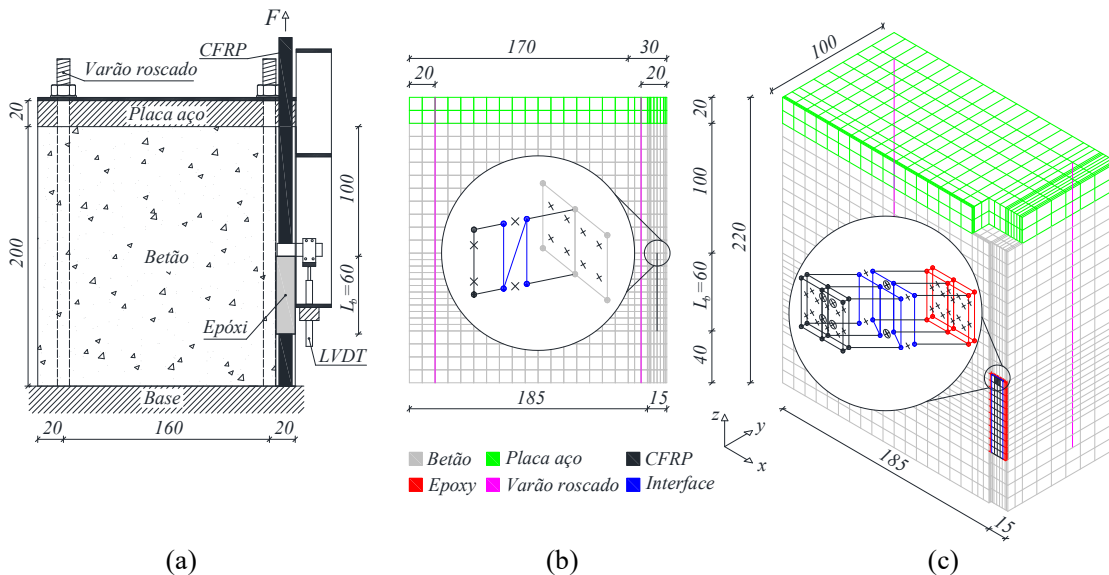 F
CFRP
Varão roscado
20
Placa aço
200
Betão
100
L_b=60
Epóxi
LVDT
Base
20 160 20
(a)
170 30
20 20
20
100
L_b=60
40
185 15
z y x
Betão Placa aço CFRP
Epoxy Varão roscado Interface
(b)
100
220
185
15
(c)